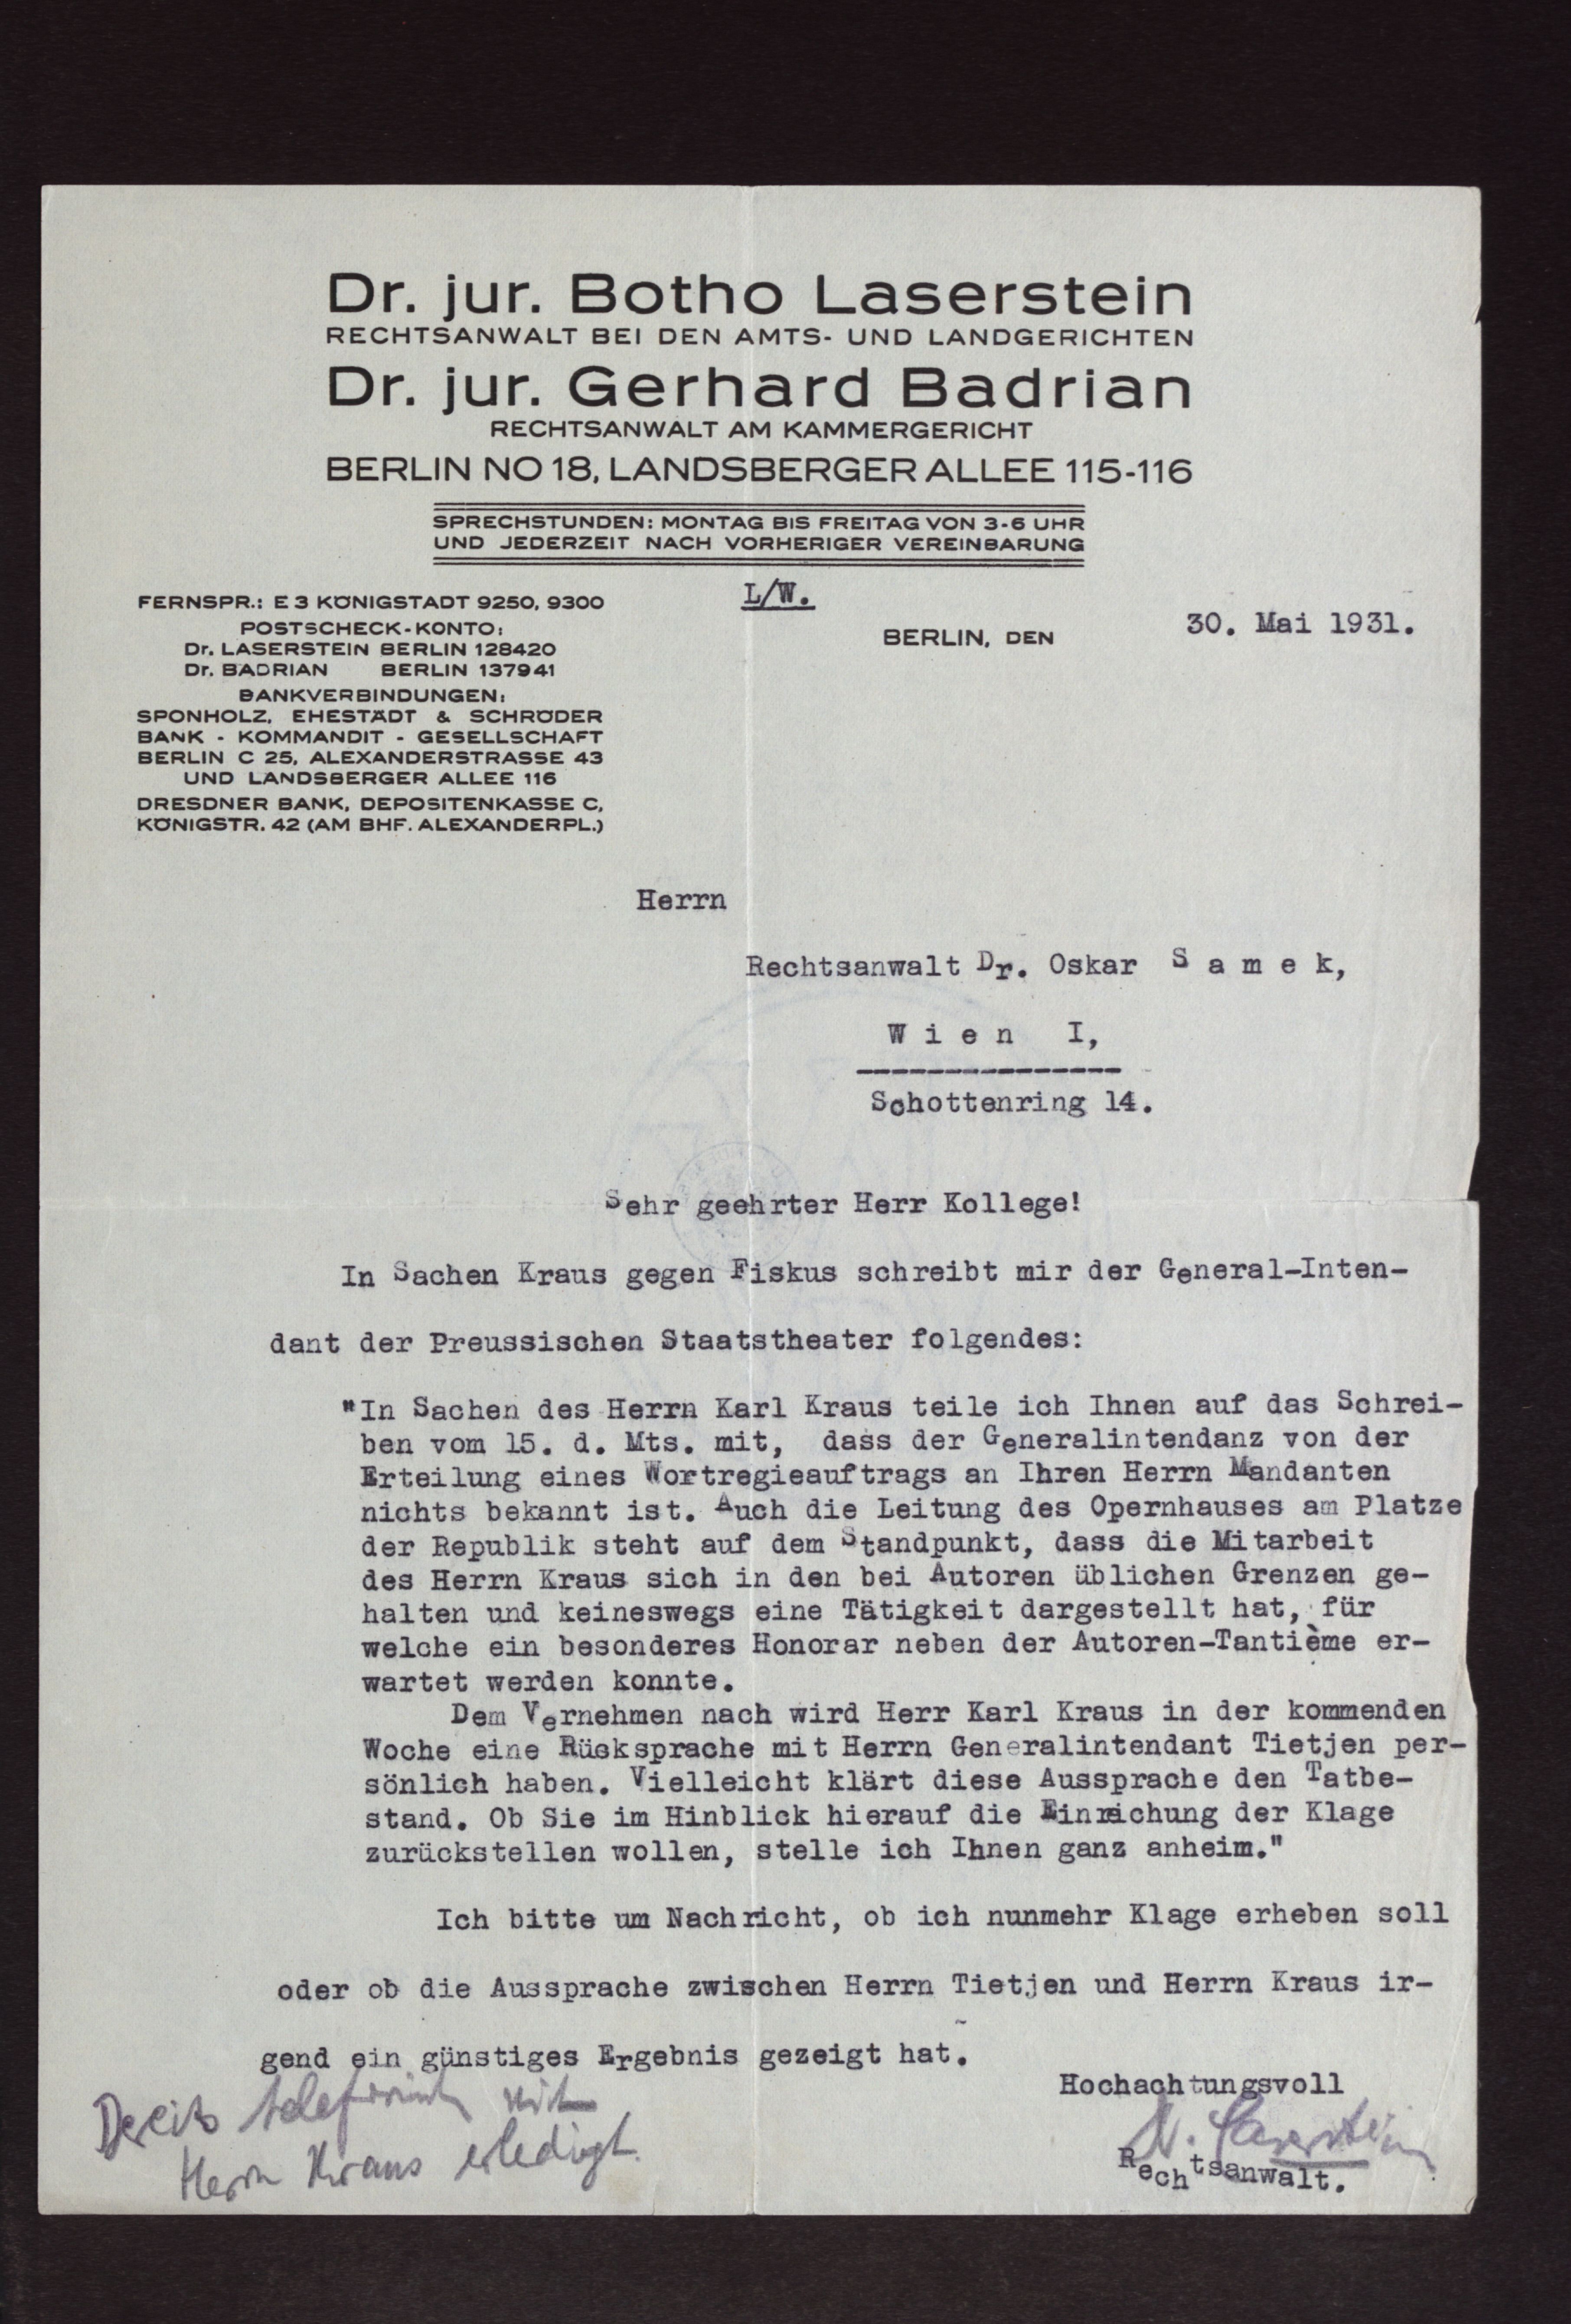 Dr. jur. Botho Laserstein
RECHTSANWALT BEI DEN AMTS- UND LANDGERICHTEN
Dr. jur. Gerhard Badrian
RECHTSANWALT AM KAMMERGERICHT
BERLIN NO 18, LANDSBERGER ALLEE 115-116
SPRECHSTUNDEN: MONTAG BIS FREITAG VON 3-6 UHR
UND JEDERZEIT NACH VORHERIGER VEREINBARUNG
L/W.
FERNSPR.: E 3 KÖNIGSTADT 9250, 9300
POSTSCHECK-KONTO:
Dr. LASERSTEIN BERLIN 128420
Dr. BADRIAN BERLIN 137941
BANKVERBINDUNGEN:
SPONHOLZ, EHESTÄDT & SCHRÖDER
BANK - KOMMANDIT - GESELLSCHAFT
BERLIN C 25, ALEXANDERSTRASSE 43
UND LANDSBERGER ALLEE 116
DRESDNER BANK, DEPOSITENKASSE C,
KÖNIGSTR. 42 (AM BHF. ALEXANDERPL.)
BERLIN, DEN 30. Mai 1931.
Herrn
Rechtsanwalt Dr. Oskar S a m e k,
W i e n I,
Schottenring 14.
Sehr geehrter Herr Kollege!
In Sachen Kraus gegen Fiskus schreibt mir der General-Inten-
dant der Preussischen Staatstheater folgendes:
"In Sachen des Herrn Karl Kraus teile ich Ihnen auf das Schrei-
ben vom 15. d. Mts. mit, dass der Generalintendanz von der
Erteilung eines Wortregieauftrags an Ihren Herrn Mandanten
nichts bekannt ist. Auch die Leitung des Opernhauses am Platze
der Republik steht auf dem Standpunkt, dass die Mitarbeit
des Herrn Kraus sich in den bei Autoren üblichen Grenzen ge-
halten und keineswegs eine Tätigkeit dargestellt hat, für
welche ein besonderes Honorar neben der Autoren-Tantième er-
wartet werden konnte.
Dem Vernehmen nach wird Herr Karl Kraus in der kommenden
Woche eine Rücksprache mit Herrn Generalintendant Tietjen per-
sönlich haben. Vielleicht klärt diese Aussprache den Tatbe-
stand. Ob Sie im Hinblick hierauf die Einreichung der Klage
zurückstellen wollen, stelle ich Ihnen ganz anheim."
Ich bitte um Nachricht, ob ich nunmehr Klage erheben soll
oder ob die Aussprache zwischen Herrn Tietjen und Herrn Kraus ir-
gend ein günstiges Ergebnis gezeigt hat.
Hochachtungsvoll
Laserstein
Rechtsanwalt.
Bereits telefonisch mit
Herrn Kraus erledigt.